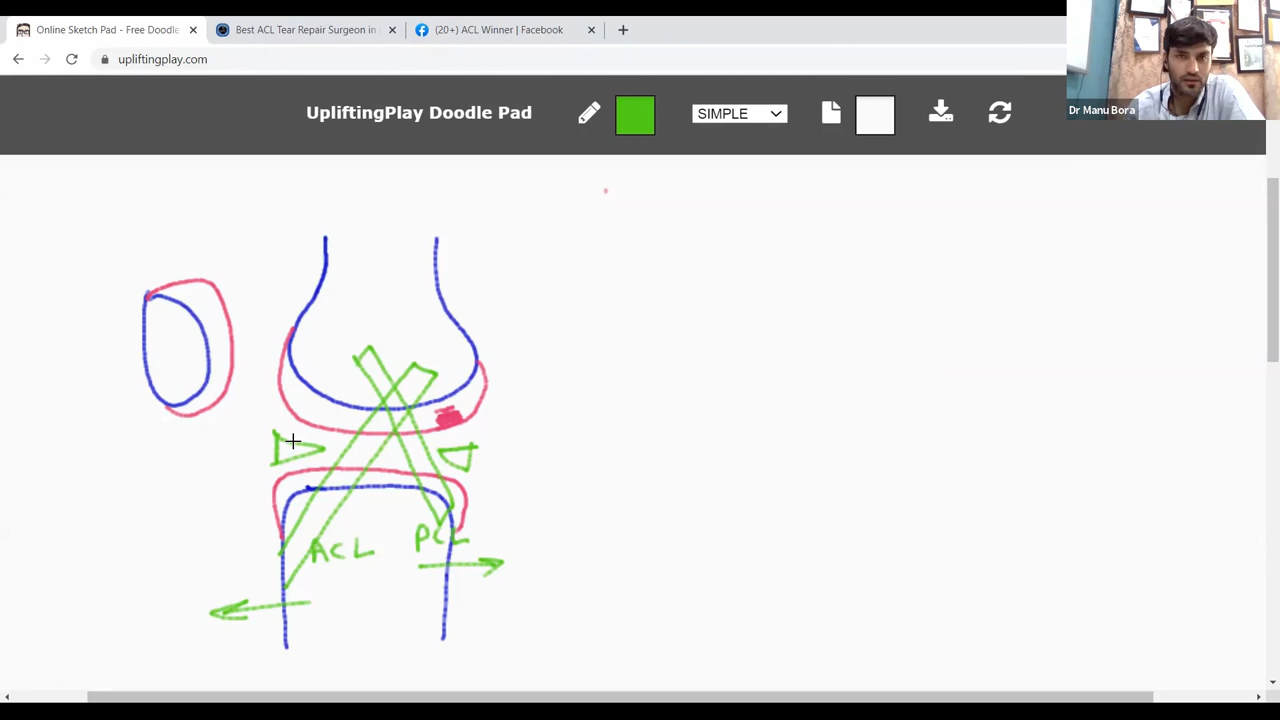 Online Sketch Pad - Free Doodle
Best ACL Tear Repair Surgeon in
(20+) ACL Winner | Facebook
upliftingplay.com
Dr Manu Bora
UpliftingPlay Doodle Pad
SIMPLE
ACL PCL